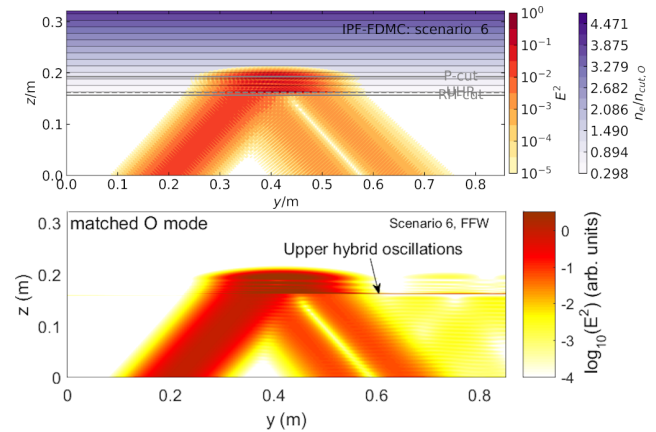 IPF-FDMC: scenario 6
P-cut
UHR
RH-cut
z/m
0.3
0.2
0.1
0.0
0.0 0.1 0.2 0.3 0.4 0.5 0.6 0.7 0.8
y/m
10^0
10^-1
10^-2
10^-3
10^-4
10^-5
E^2
4.471
3.875
3.279
2.683
2.086
1.490
0.894
0.298
n_e/n_cut,O
matched O mode
Scenario 6, FFW
Upper hybrid oscillations
z (m)
0.3
0.2
0.1
0
0 0.2 0.4 0.6 0.8
y (m)
0
-1
-2
-3
-4
log_10(E^2) (arb. units)